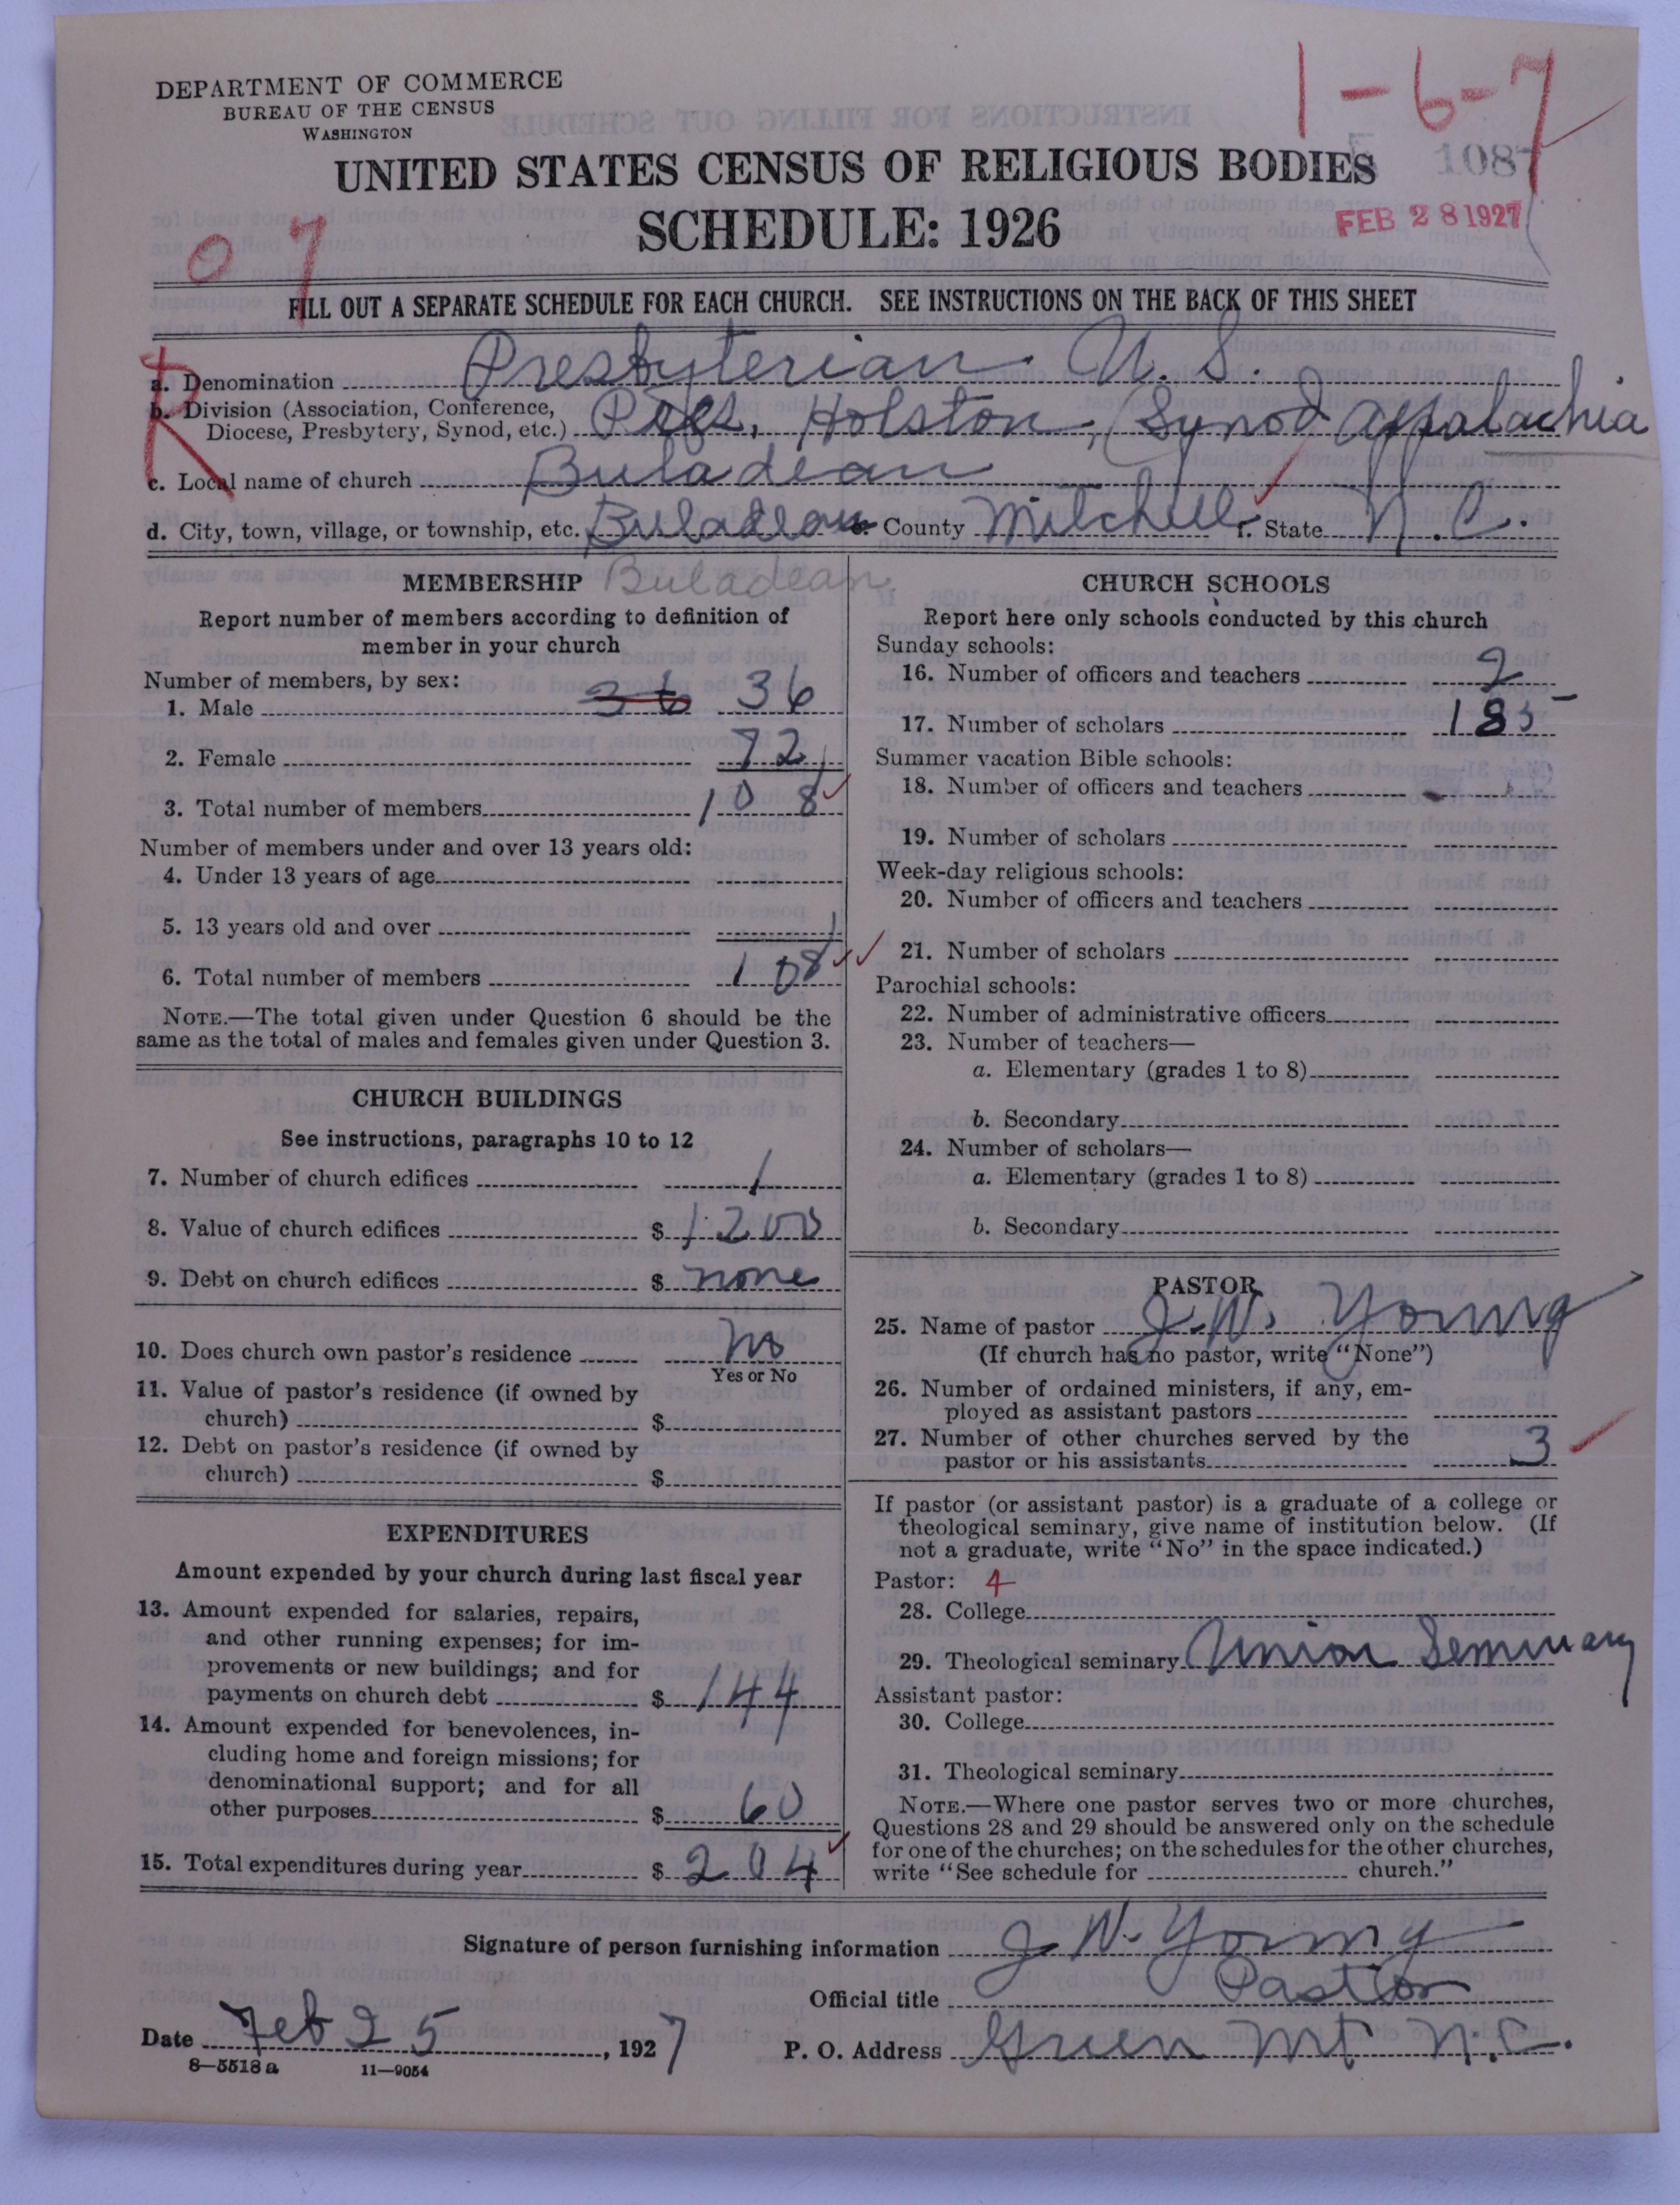 DEPARTMENT OF COMMERCE
BUREAU OF THE CENSUS
WASHINGTON
1-6-7
UNITED STATES CENSUS OF RELIGIOUS BODIES
1087
SCHEDULE: 1926
FEB 28 1927
07
FILL OUT A SEPARATE SCHEDULE FOR EACH CHURCH. SEE INSTRUCTIONS ON THE BACK OF THIS SHEET
R
a. Denomination Presbyterian U. S.
b. Division (Association, Conference,
Diocese, Presbytery, Synod, etc.) Holston, (Synod Appalachia
c. Local name of church Buladean
d. City, town, village, or township, etc. Buladean e. County Mitchell f. State N.C.
Buladean
MEMBERSHIP
Report number of members according to definition of
member in your church
Number of members, by sex:
1. Male 36 36
2. Female 72
3. Total number of members 108
Number of members under and over 13 years old:
4. Under 13 years of age
5. 13 years old and over
6. Total number of members 108
NOTE.—The total given under Question 6 should be the
same as the total of males and females given under Question 3.
CHURCH BUILDINGS
See instructions, paragraphs 10 to 12
7. Number of church edifices 1
8. Value of church edifices $ 1200
9. Debt on church edifices $ none
10. Does church own pastor's residence no
Yes or No
11. Value of pastor's residence (if owned by
church) $
12. Debt on pastor's residence (if owned by
church) $
EXPENDITURES
Amount expended by your church during last fiscal year
13. Amount expended for salaries, repairs,
and other running expenses; for im-
provements or new buildings; and for
payments on church debt $ 144
14. Amount expended for benevolences, in-
cluding home and foreign missions; for
denominational support; and for all
other purposes $ 60
15. Total expenditures during year $ 204
CHURCH SCHOOLS
Report here only schools conducted by this church
Sunday schools:
16. Number of officers and teachers 2
17. Number of scholars 185
Summer vacation Bible schools:
18. Number of officers and teachers
19. Number of scholars
Week-day religious schools:
20. Number of officers and teachers
21. Number of scholars
Parochial schools:
22. Number of administrative officers
23. Number of teachers—
a. Elementary (grades 1 to 8)
b. Secondary
24. Number of scholars—
a. Elementary (grades 1 to 8)
b. Secondary
PASTOR
25. Name of pastor J. W. Young
(If church has no pastor, write "None")
26. Number of ordained ministers, if any, em-
ployed as assistant pastors
27. Number of other churches served by the
pastor or his assistants 3
If pastor (or assistant pastor) is a graduate of a college or
theological seminary, give name of institution below. (If
not a graduate, write "No" in the space indicated.)
Pastor: 4
28. College
29. Theological seminary Union Seminary
Assistant pastor:
30. College
31. Theological seminary
NOTE.—Where one pastor serves two or more churches,
Questions 28 and 29 should be answered only on the schedule
for one of the churches; on the schedules for the other churches,
write "See schedule for church."
Signature of person furnishing information J. W. Young
Official title Pastor
Date Feb 25, 1927 P. O. Address Green Mt N.C.
8—5518a 11—9054